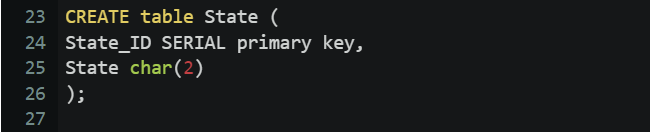 23 CREATE table State (
24 State_ID SERIAL primary key,
25 State char(2)
26 );
27